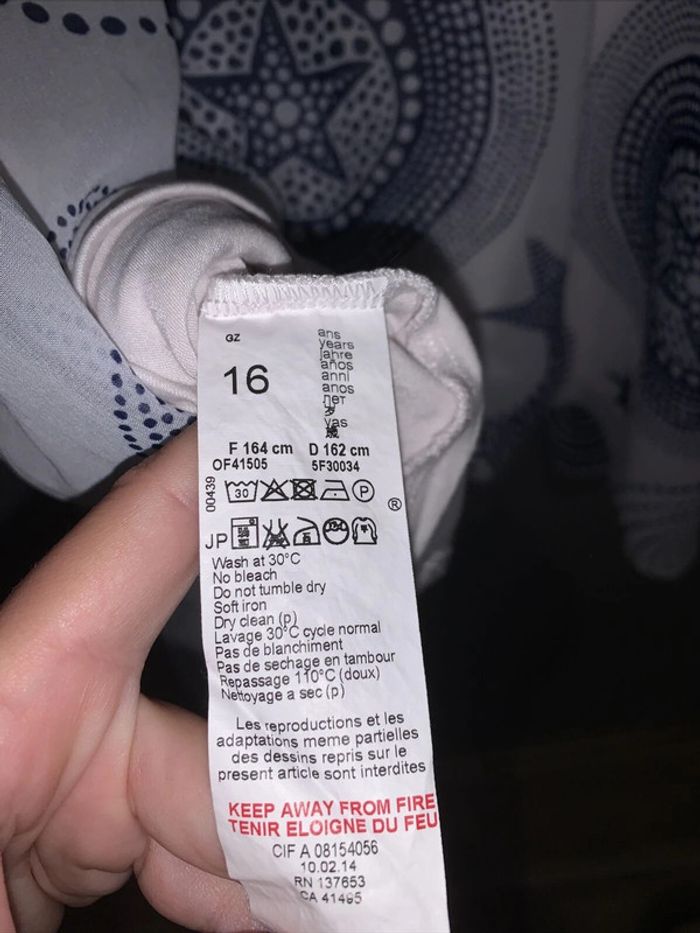 GZ
16
ans
years
Jahre
años
anni
anos
лет
岁
yas
歳
F 164 cm D 162 cm
OF41505 5F30034
00439
30 P
®
JP
Wash at 30°C
No bleach
Do not tumble dry
Soft iron
Dry clean (p)
Lavage 30°C cycle normal
Pas de blanchiment
Pas de sechage en tambour
Repassage 110°C (doux)
Nettoyage a sec (p)
Les reproductions et les
adaptations meme partielles
des dessins repris sur le
present article sont interdites
KEEP AWAY FROM FIRE
TENIR ELOIGNE DU FEU
CIF A 08154056
10.02.14
RN 137653
CA 41495